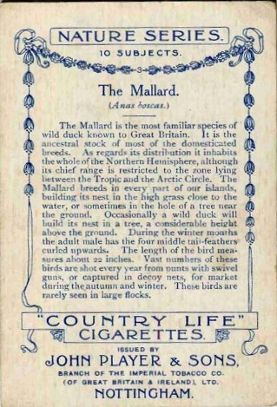 NATURE SERIES.
10 SUBJECTS.
3
The Mallard.
(Anas boscas.)
The Mallard is the most familiar species of
wild duck known to Great Britain. It is the
ancestral stock of most of the domesticated
breeds. As regards its distribution it inhabits
the whole of the Northern Hemisphere, although
its chief range is restricted to the zone lying
between the Tropic and the Arctic Circle. The
Mallard breeds in every part of our islands,
building its nest in the high grass close to the
water, or sometimes in the hole of a tree near
the ground. Occasionally a wild duck will
build its nest in a tree, a considerable height
above the ground. During the winter months
the adult male has the four middle tail-feathers
curled upwards. The length of the bird mea-
sures about 22 inches. Vast numbers of these
birds are shot every year from punts with swivel
guns, or captured in decoy nets, for market
during the autumn and winter. These birds are
rarely seen in large flocks.
"COUNTRY LIFE"
CIGARETTES.
ISSUED BY
JOHN PLAYER & SONS,
BRANCH OF THE IMPERIAL TOBACCO CO.
(OF GREAT BRITAIN & IRELAND), LTD.
NOTTINGHAM.